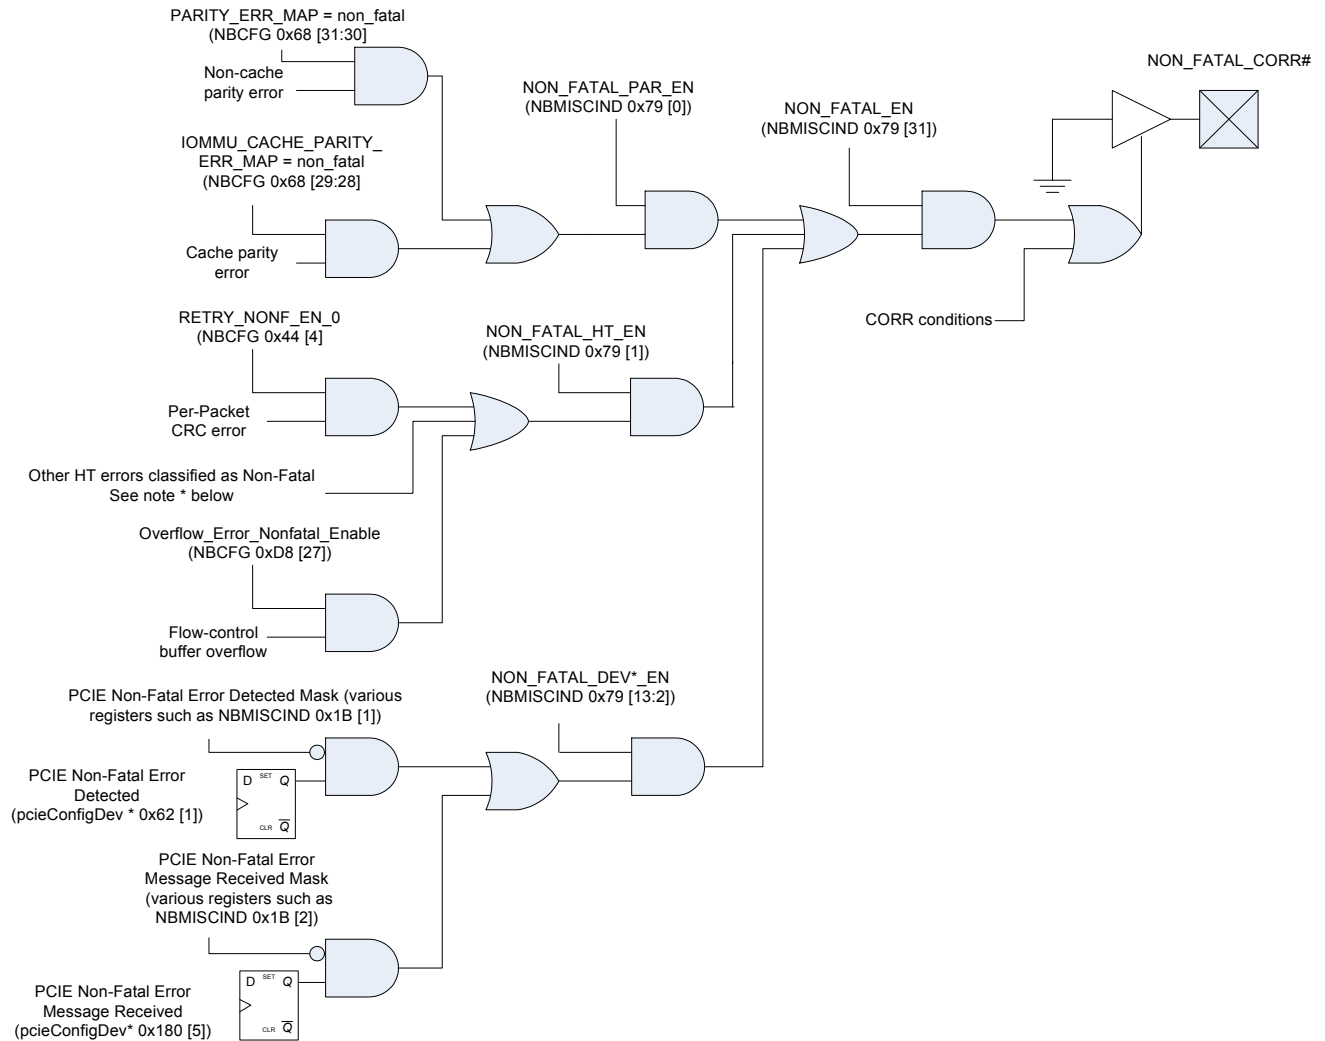 PARITY_ERR_MAP = non_fatal
(NBCFG 0x68 [31:30]
Non-cache
parity error
IOMMU_CACHE_PARITY_
ERR_MAP = non_fatal
(NBCFG 0x68 [29:28]
Cache parity
error
NON_FATAL_PAR_EN
(NBMISCIND 0x79 [0])
NON_FATAL_EN
(NBMISCIND 0x79 [31])
NON_FATAL_CORR#
CORR conditions
RETRY_NONF_EN_0
(NBCFG 0x44 [4]
Per-Packet
CRC error
NON_FATAL_HT_EN
(NBMISCIND 0x79 [1])
Other HT errors classified as Non-Fatal
See note * below
Overflow_Error_Nonfatal_Enable
(NBCFG 0xD8 [27])
Flow-control
buffer overflow
PCIE Non-Fatal Error Detected Mask (various
registers such as NBMISCIND 0x1B [1])
NON_FATAL_DEV*_EN
(NBMISCIND 0x79 [13:2])
PCIE Non-Fatal Error
Detected
(pcieConfigDev * 0x62 [1])
D SET Q
CLR Q
PCIE Non-Fatal Error
Message Received Mask
(various registers such as
NBMISCIND 0x1B [2])
PCIE Non-Fatal Error
Message Received
(pcieConfigDev* 0x180 [5])
D SET Q
CLR Q